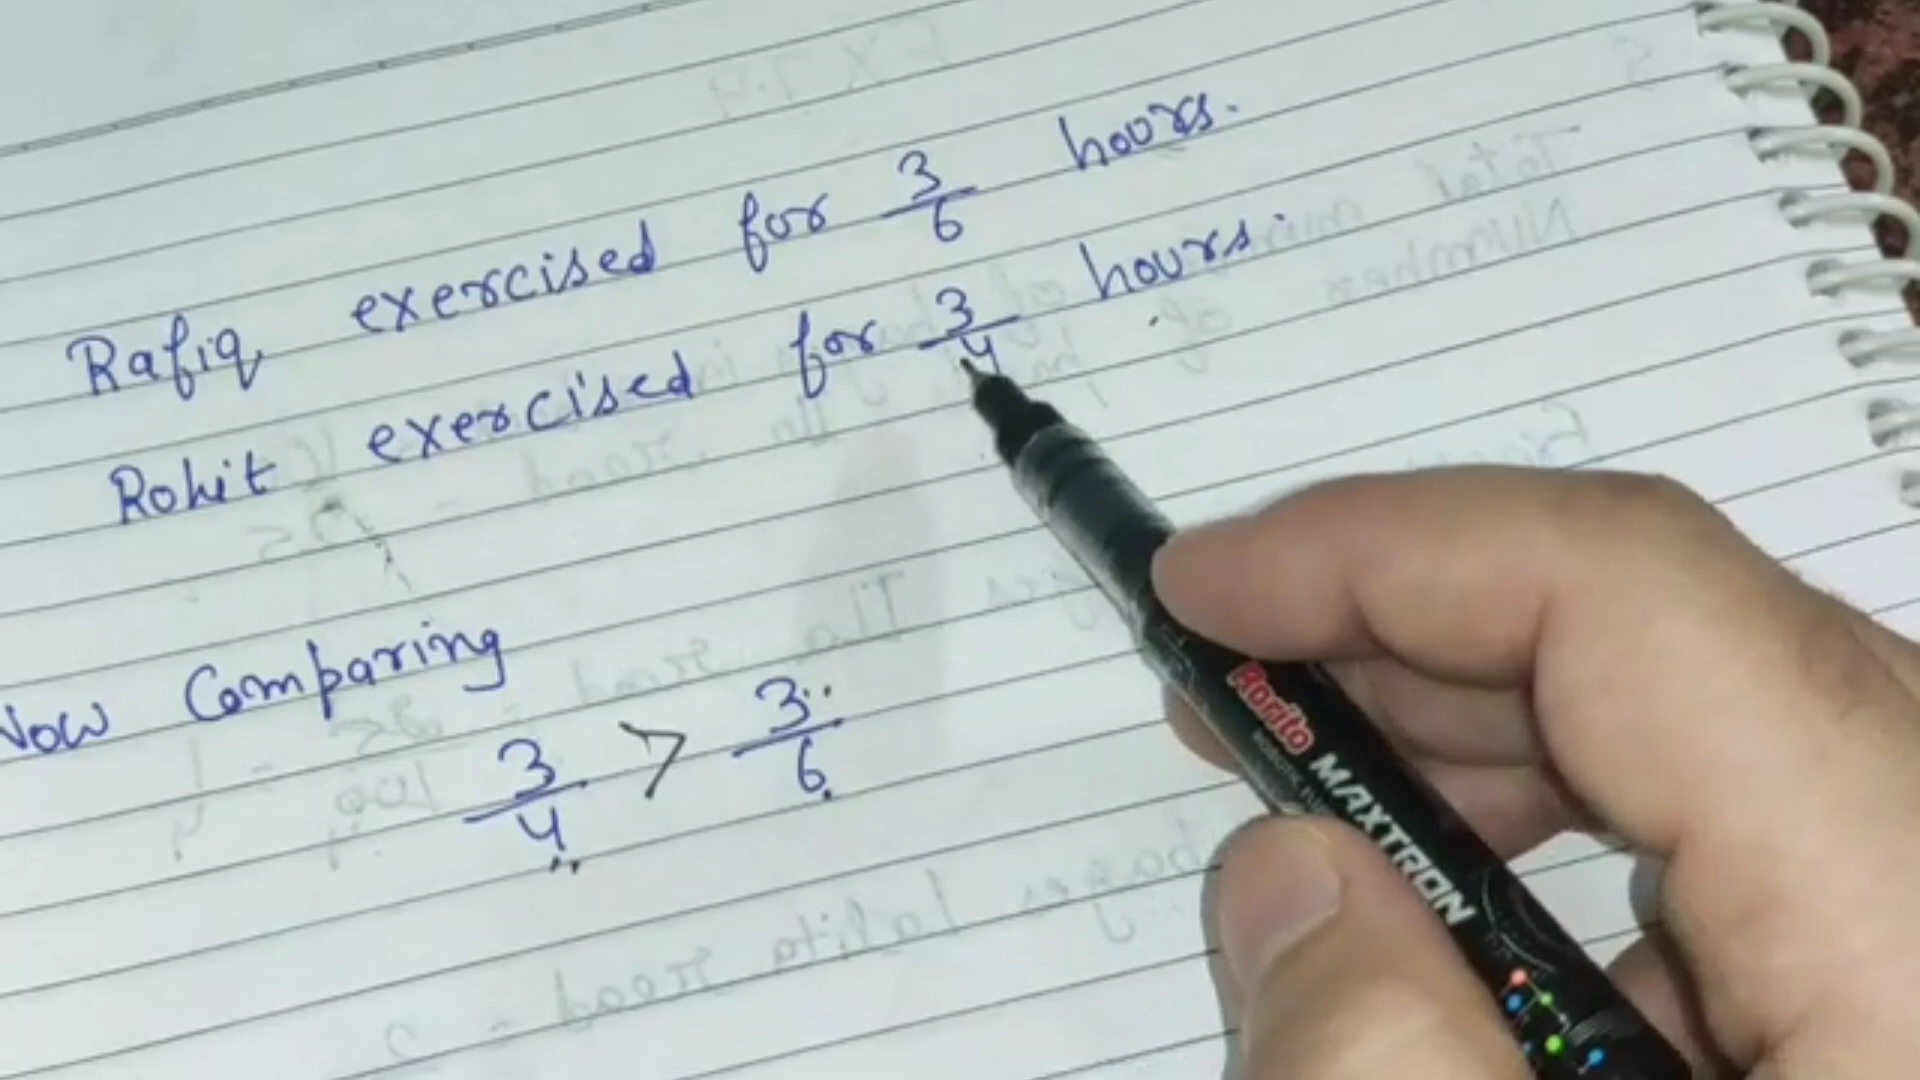 Rafiq exercised for 3/6 hours.
Rohit exercised for 3/4 hours.
Now Comparing
3/4 > 3/6
Rorito
MAXTRON